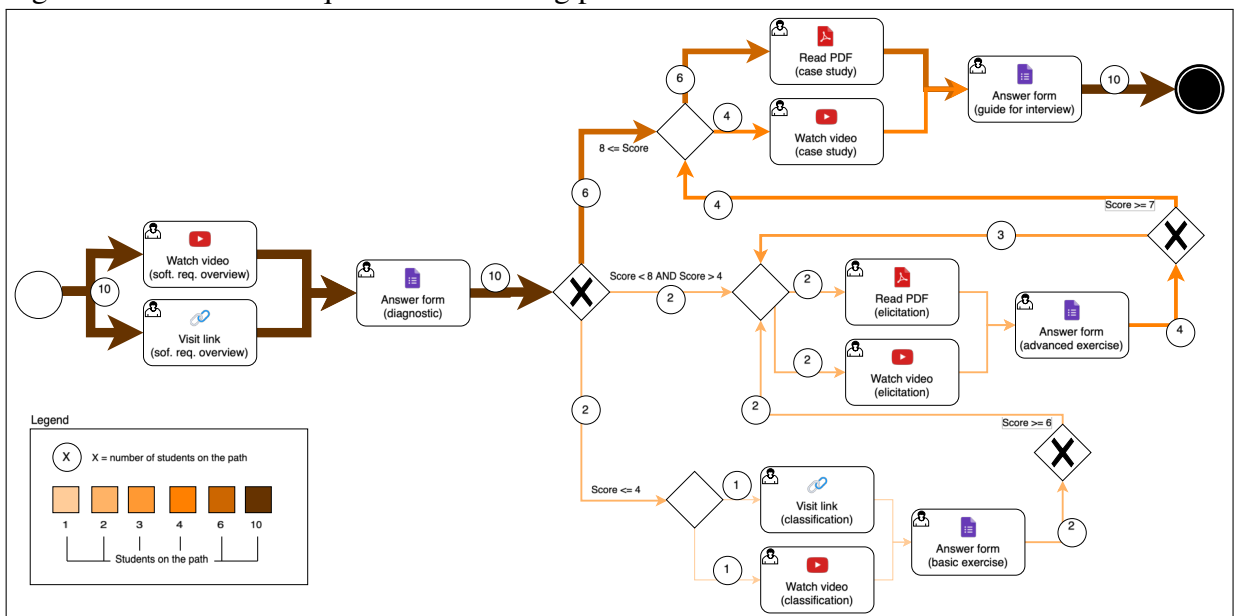 6
Read PDF
(case study)
4
Watch video
(case study)
Answer form
(guide for interview)
10
8 <= Score
6
4
Score >= 7
3
10
Watch video
(soft. req. overview)
Visit link
(sof. req. overview)
Answer form
(diagnostic)
10
X
Score < 8 AND Score > 4
2
2
Read PDF
(elicitation)
2
Watch video
(elicitation)
Answer form
(advanced exercise)
4
X
2
2
Score >= 6
X
Score <= 4
1
Visit link
(classification)
1
Watch video
(classification)
Answer form
(basic exercise)
2
Legend
X
X = number of students on the path
1 2 3 4 6 10
Students on the path